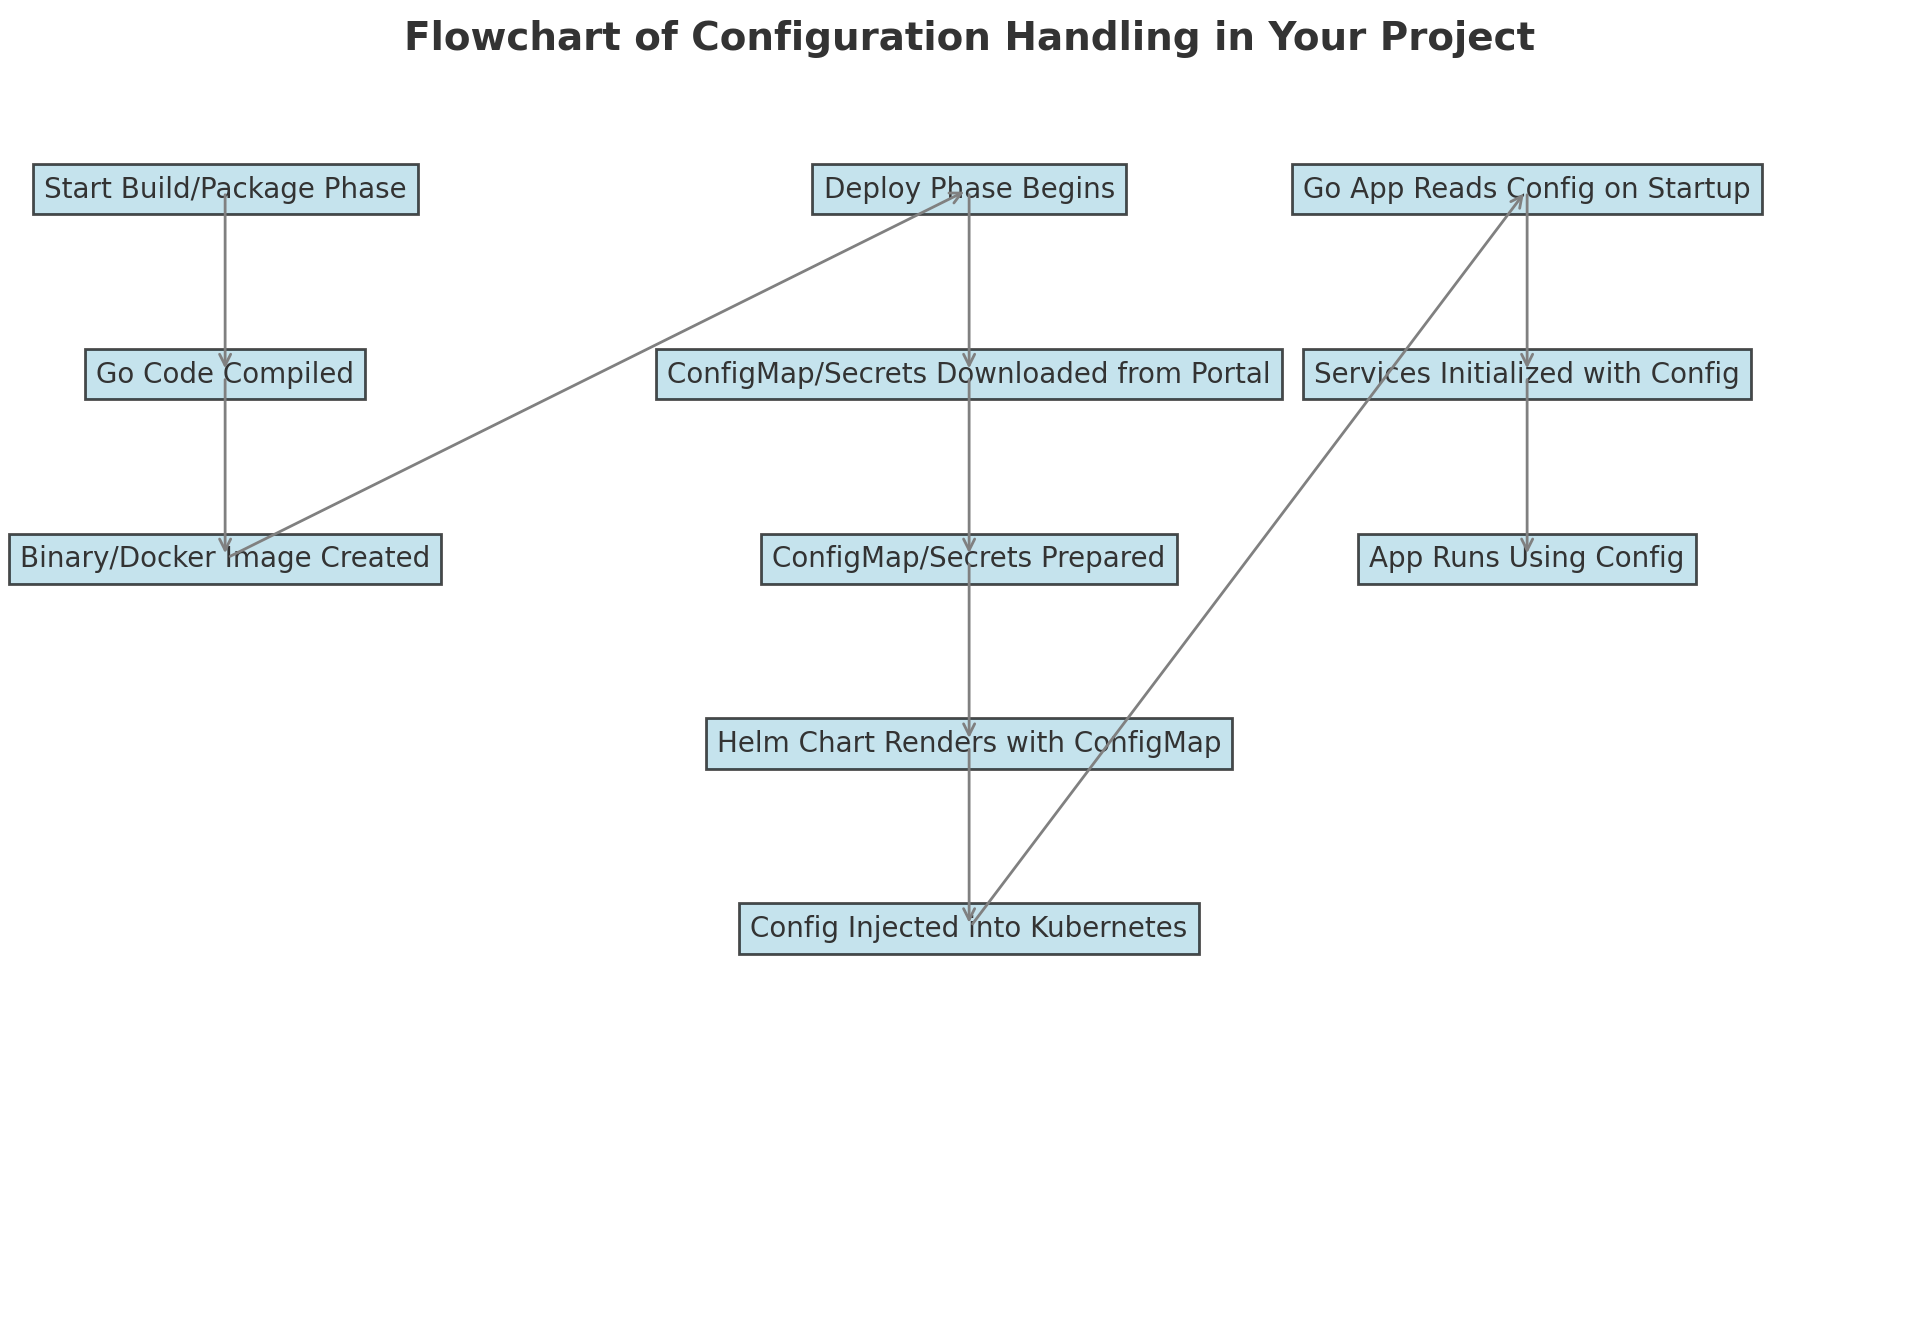 Flowchart of Configuration Handling in Your Project
Start Build/Package Phase
Go Code Compiled
Binary/Docker Image Created
Deploy Phase Begins
ConfigMap/Secrets Downloaded from Portal
ConfigMap/Secrets Prepared
Helm Chart Renders with ConfigMap
Config Injected into Kubernetes
Go App Reads Config on Startup
Services Initialized with Config
App Runs Using Config